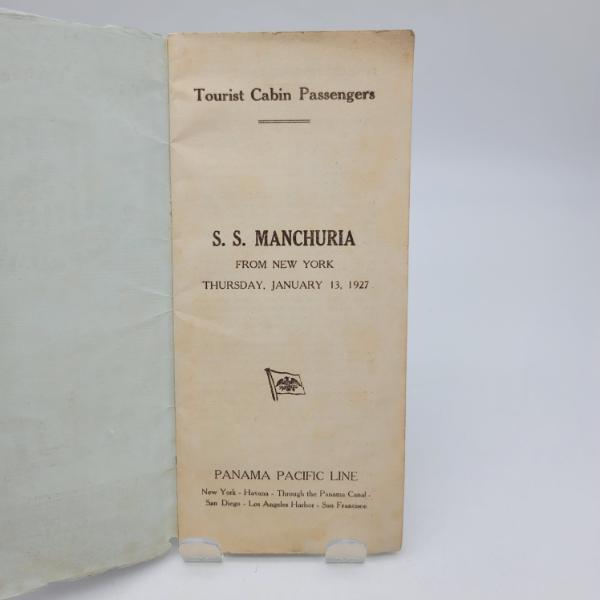 Tourist Cabin Passengers
S. S. MANCHURIA
FROM NEW YORK
THURSDAY, JANUARY 13, 1927
PANAMA PACIFIC LINE
New York - Havana - Through the Panama Canal -
San Diego - Los Angeles Harbor - San Francisco